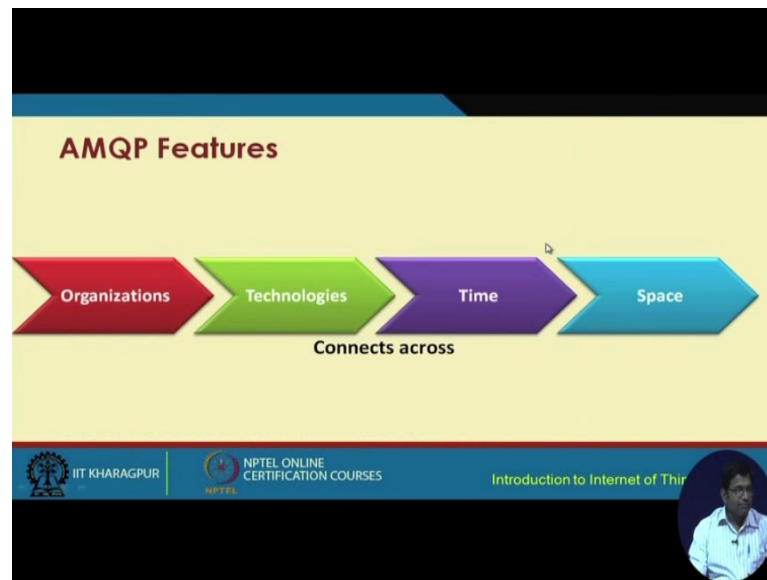 AMQP Features
Organizations
Technologies
Time
Space
Connects across
IIT KHARAGPUR
NPTEL ONLINE
CERTIFICATION COURSES
NPTEL
Introduction to Internet of Thin